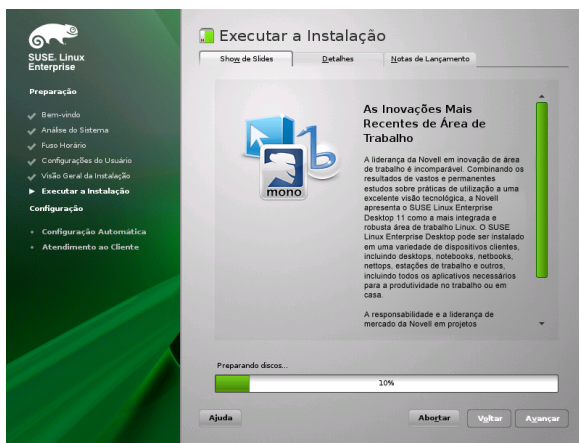 SUSE. Linux
Enterprise
Preparação
Bem-vindo
Análise do Sistema
Fuso Horário
Configurações do Usuário
Visão Geral da Instalação
Executar a Instalação
Configuração
Configuração Automática
Atendimento ao Cliente
Executar a Instalação
Show de Slides
Detalhes
Notas de Lançamento
mono
As Inovações Mais
Recentes de Área de
Trabalho
A liderança da Novell em inovação de área
de trabalho é incomparável. Combinando os
resultados de vastos e permanentes
estudos sobre práticas de utilização a uma
excelente visão tecnológica, a Novell
apresenta o SUSE Linux Enterprise
Desktop 11 como a mais integrada e
robusta área de trabalho Linux. O SUSE
Linux Enterprise Desktop pode ser instalado
em uma variedade de dispositivos clientes,
incluindo desktops, notebooks, netbooks,
nettops, estações de trabalho e outros,
incluindo todos os aplicativos necessários
para a produtividade no trabalho ou em
casa.
A responsabilidade e a liderança de
mercado da Novell em projetos
Preparando discos...
10%
Ajuda
Abortar
Voltar
Avançar